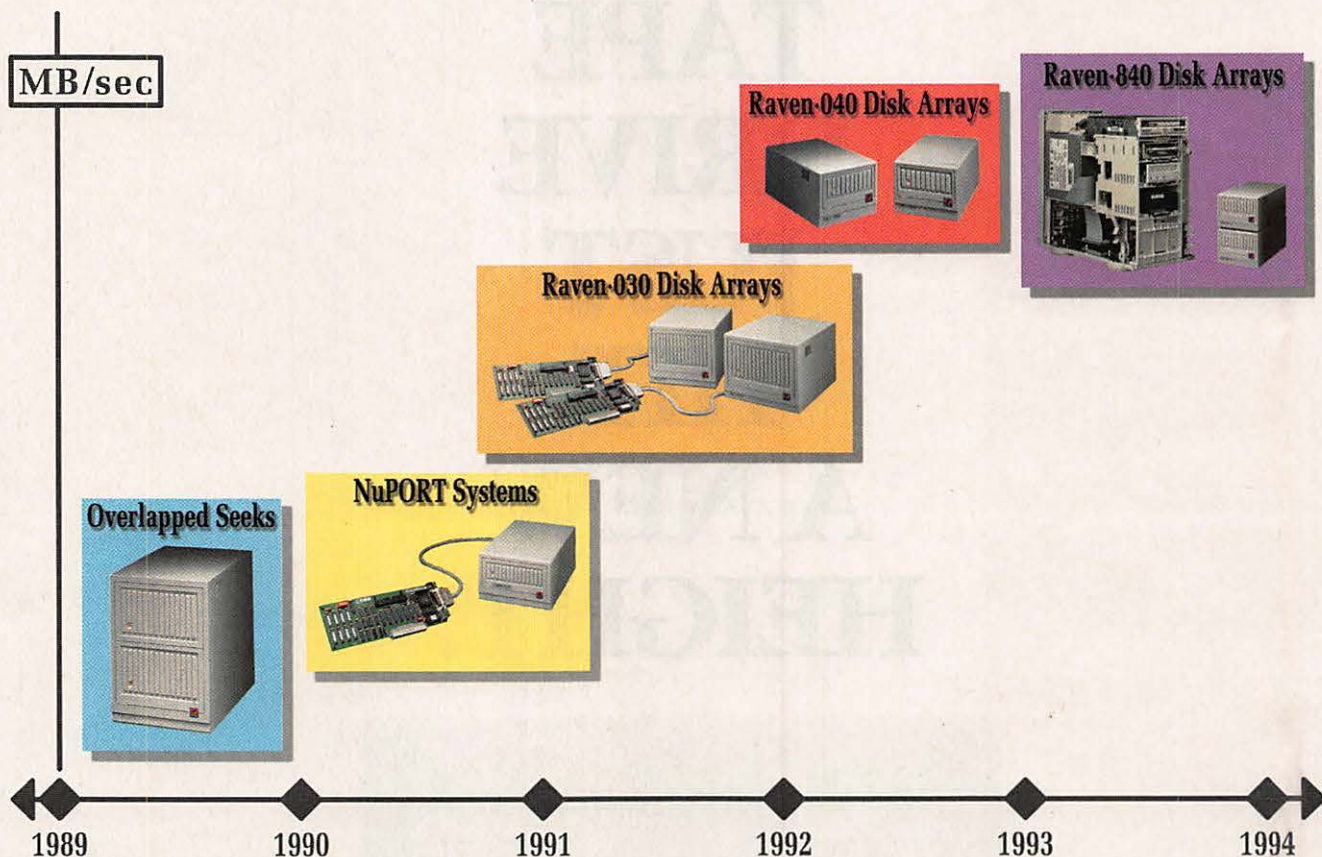 MB/sec
Raven·840 Disk Arrays
Raven·040 Disk Arrays
Raven·030 Disk Arrays
NuPORT Systems
Overlapped Seeks
1989 1990 1991 1992 1993 1994